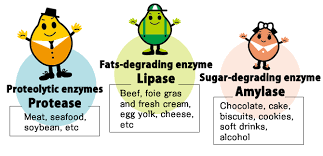 Proteolytic enzymes
Protease
Meat, seafood,
soybean, etc
Fats-degrading enzyme
Lipase
Beef, foie gras
and fresh cream,
egg yolk, cheese,
etc
Sugar-degrading enzyme
Amylase
Chocolate, cake,
biscuits, cookies,
soft drinks,
alcohol